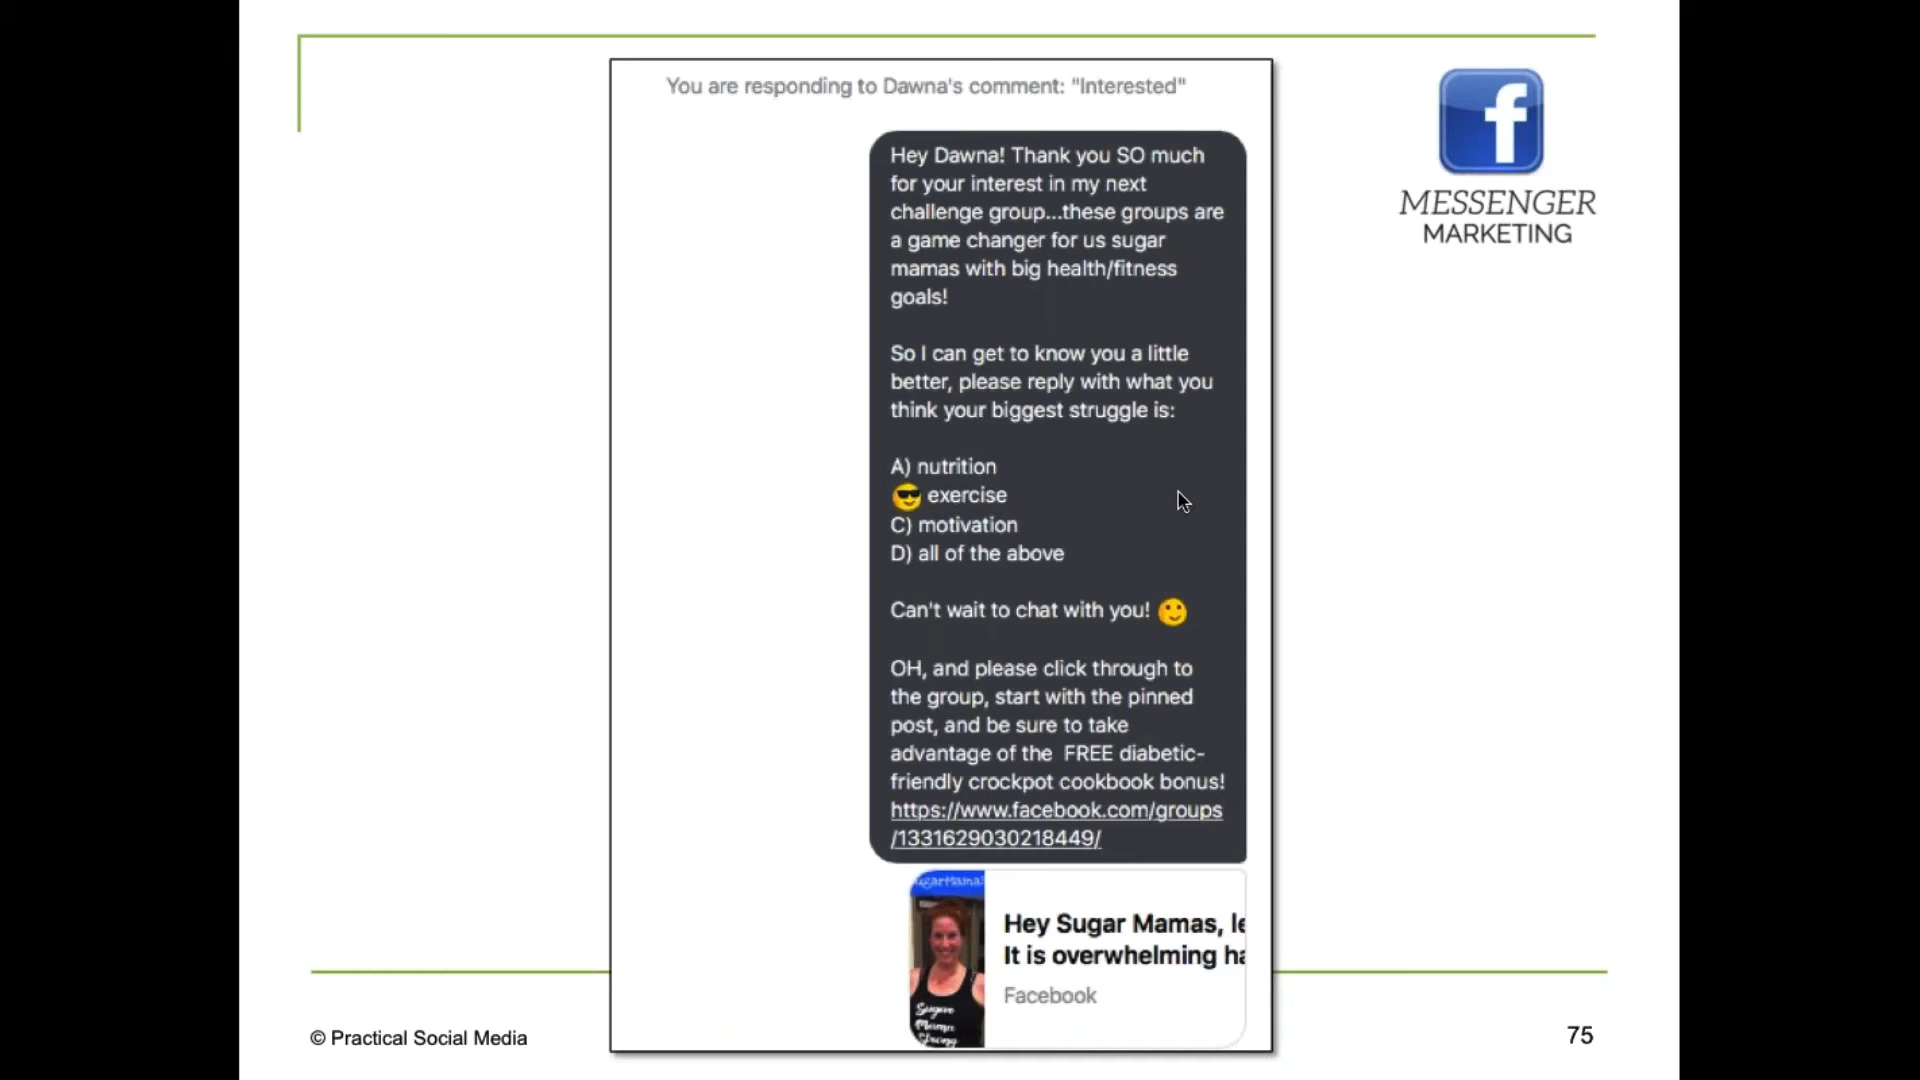 You are responding to Dawna's comment: "Interested"
Hey Dawna! Thank you SO much
for your interest in my next
challenge group...these groups are
a game changer for us sugar
mamas with big health/fitness
goals!
So I can get to know you a little
better, please reply with what you
think your biggest struggle is:
A) nutrition
😎 exercise
C) motivation
D) all of the above
Can't wait to chat with you! 🙂
OH, and please click through to
the group, start with the pinned
post, and be sure to take
advantage of the  FREE diabetic-
friendly crockpot cookbook bonus!
https://www.facebook.com/groups
/1331629030218449/
Hey Sugar Mamas, le
It is overwhelming ha
Facebook
Sugar
Mama
Strong
f
MESSENGER
MARKETING
© Practical Social Media
75